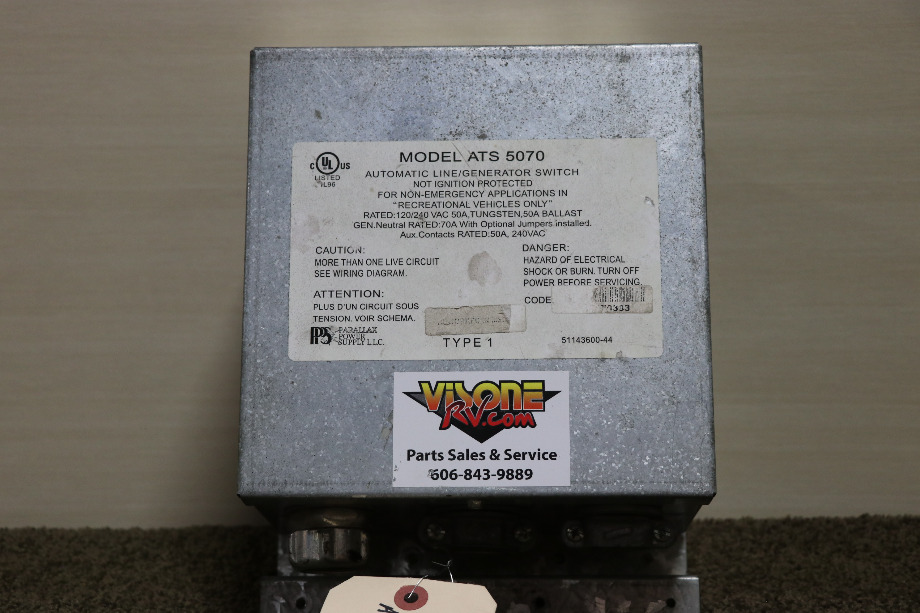 MODEL ATS 5070
C UL US
LISTED
AUTOMATIC LINE/GENERATOR SWITCH
NOT IGNITION PROTECTED
FOR NON-EMERGENCY APPLICATIONS IN
"RECREATIONAL VEHICLES ONLY"
RATED:120/240 VAC 50A,TUNGSTEN,50A BALLAST
GEN.Neutral RATED:70A With Optional Jumpers installed.
Aux.Contacts RATED:50A, 240VAC
CAUTION:
MORE THAN ONE LIVE CIRCUIT
SEE WIRING DIAGRAM.
DANGER:
HAZARD OF ELECTRICAL
SHOCK OR BURN. TURN OFF
POWER BEFORE SERVICING.
ATTENTION:
PLUS D'UN CIRCUIT SOUS
TENSION. VOIR SCHEMA.
CODE
PPS PARALLAX
POWER
SUPPLY L.L.C.
TYPE 1
51143600-44
VISONE
RV.com
Parts Sales & Service
606-843-9889